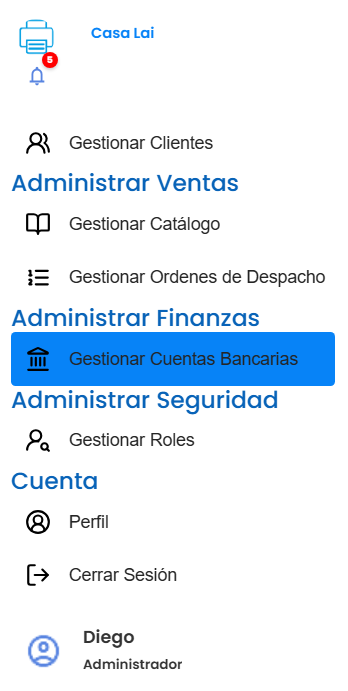 Casa Lai
5
Gestionar Clientes
Administrar Ventas
Gestionar Catálogo
Gestionar Ordenes de Despacho
Administrar Finanzas
Gestionar Cuentas Bancarias
Administrar Seguridad
Gestionar Roles
Cuenta
Perfil
Cerrar Sesión
Diego
Administrador